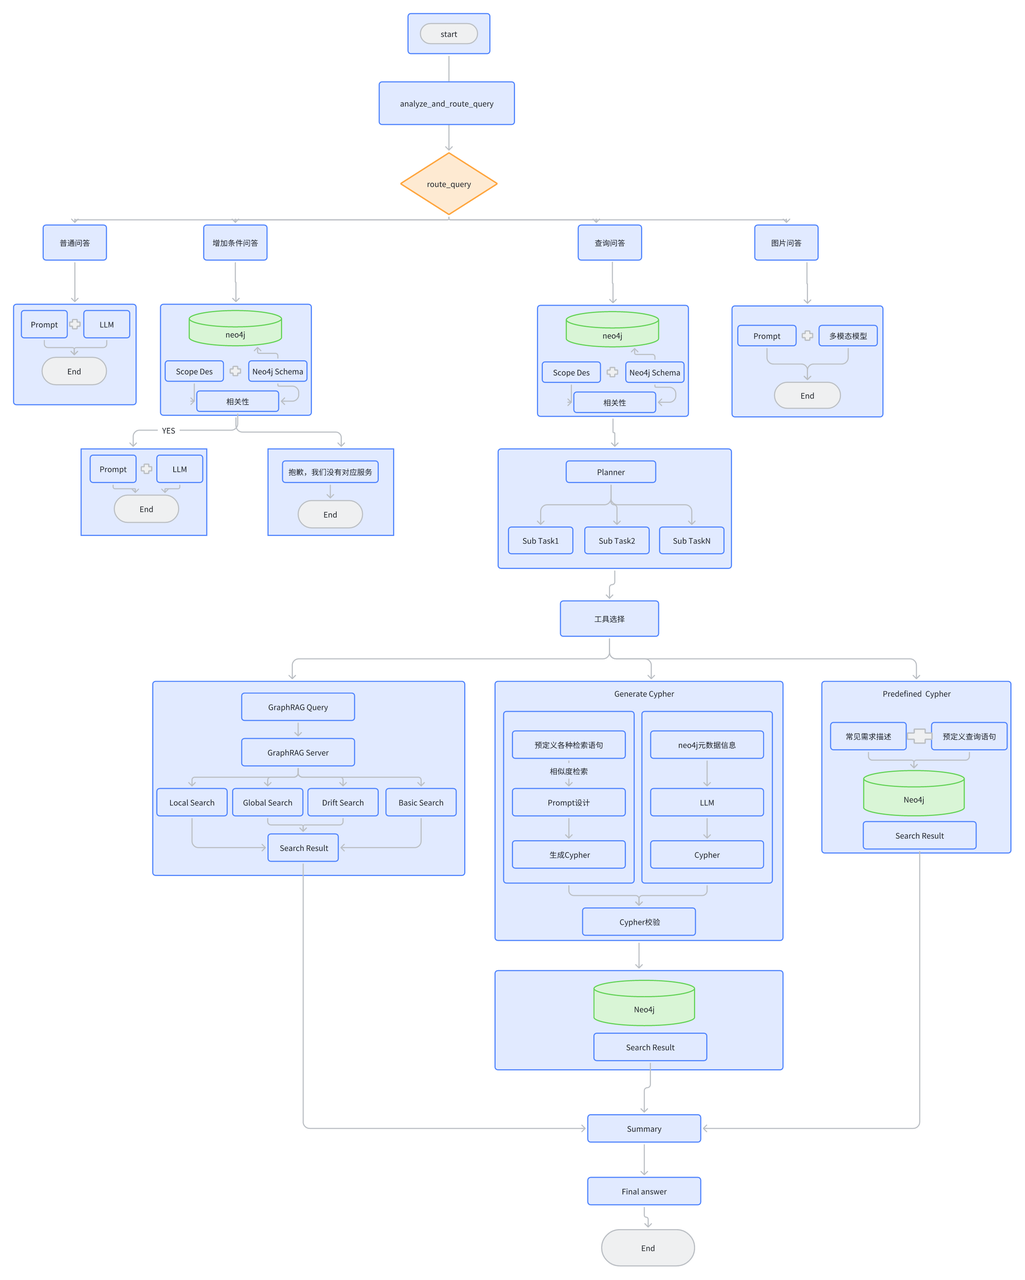 start
analyze_and_route_query
route_query
普通问答
增加条件问答
查询问答
图片问答
Prompt
LLM
End
neo4j
Scope Des
Neo4j Schema
相关性
neo4j
Scope Des
Neo4j Schema
相关性
Prompt
多模态模型
End
YES
Prompt
LLM
End
抱歉，我们没有对应服务
End
Planner
Sub Task1
Sub Task2
Sub TaskN
工具选择
GraphRAG Query
GraphRAG Server
Local Search
Global Search
Drift Search
Basic Search
Search Result
Generate Cypher
预定义各种检索语句
相似度检索
Prompt设计
生成Cypher
neo4j元数据信息
LLM
Cypher
Cypher校验
Predefined Cypher
常见需求描述
预定义查询语句
Neo4j
Search Result
Neo4j
Search Result
Summary
Final answer
End